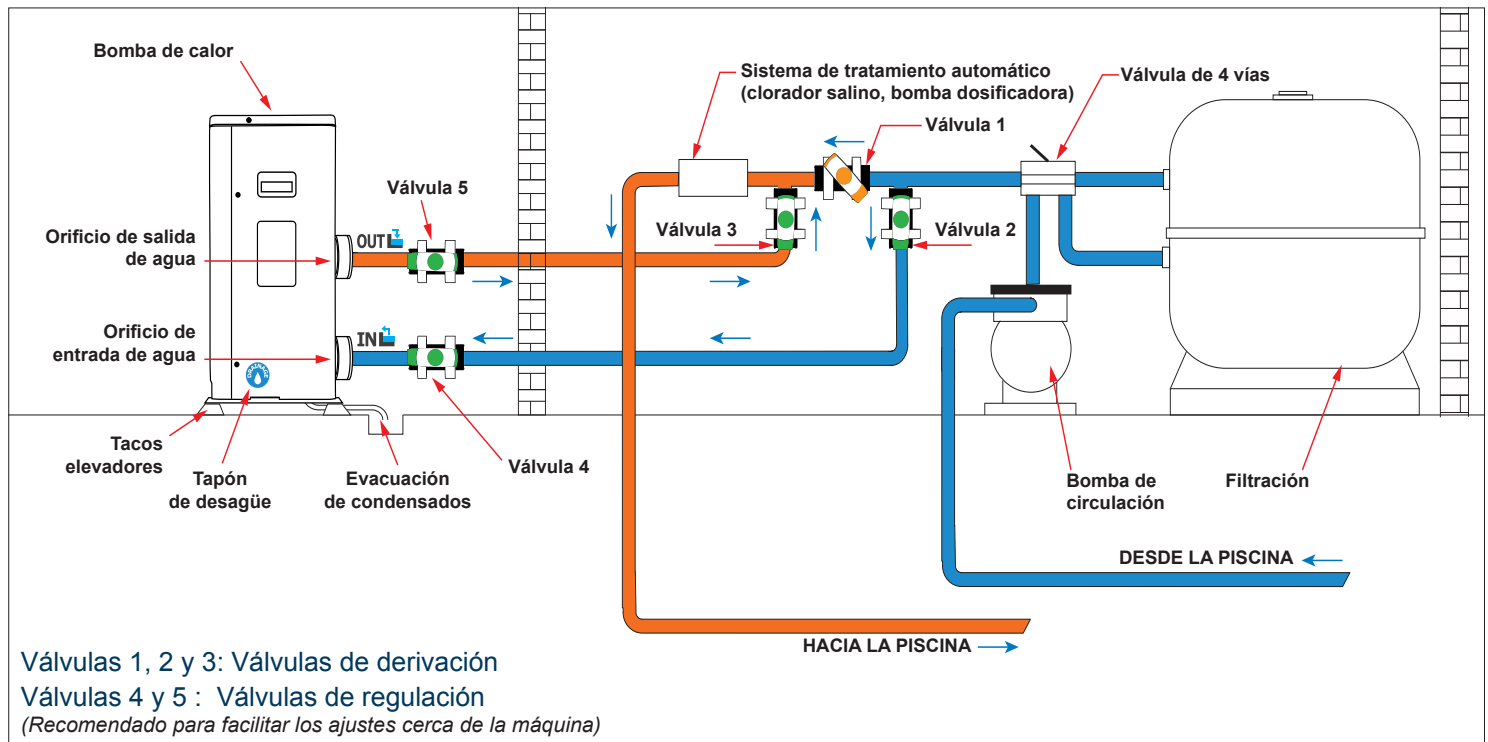 Bomba de calor
Sistema de tratamiento automático
(clorador salino, bomba dosificadora)
Válvula de 4 vías
Válvula 1
Válvula 5
Válvula 3
Válvula 2
Orificio de salida
de agua
OUT
Orificio de
entrada de agua
IN
DRAINAGE
Tacos
elevadores
Tapón
de desagüe
Evacuación
de condensados
Válvula 4
Bomba de
circulación
Filtración
DESDE LA PISCINA
HACIA LA PISCINA
Válvulas 1, 2 y 3: Válvulas de derivación
Válvulas 4 y 5 : Válvulas de regulación
(Recomendado para facilitar los ajustes cerca de la máquina)